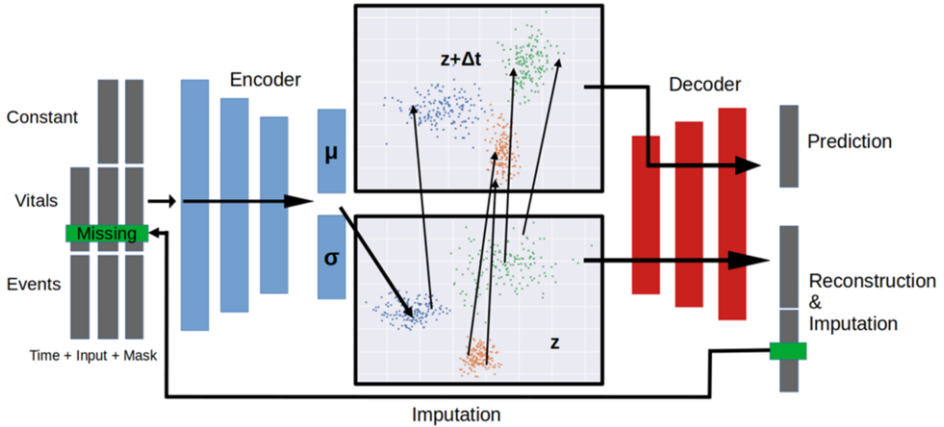 Encoder
z+Δt
Decoder
Constant
μ
Prediction
Vitals
Missing
σ
Events
Reconstruction
&
Imputation
z
Time + Input + Mask
Imputation